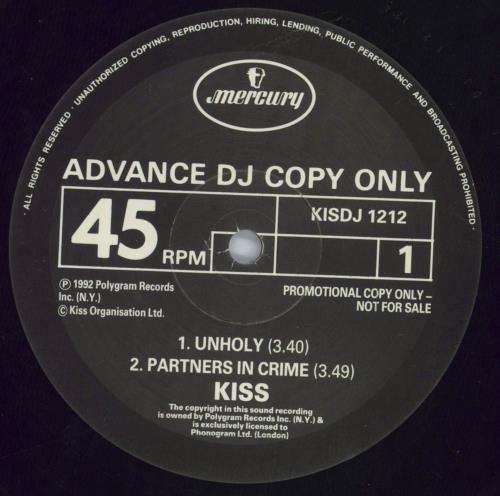 · ALL RIGHTS RESERVED · UNAUTHORIZED COPYING, REPRODUCTION, HIRING, LENDING, PUBLIC PERFORMANCE AND BROADCASTING PROHIBITED ·
mercury
ADVANCE DJ COPY ONLY
45 RPM
KISDJ 1212
1
℗ 1992 Polygram Records
Inc. (N.Y.)
© Kiss Organisation Ltd.
PROMOTIONAL COPY ONLY –
NOT FOR SALE
1. UNHOLY (3.40)
2. PARTNERS IN CRIME (3.49)
KISS
The copyright in this sound recording
is owned by Polygram Records Inc. (N.Y.) &
is exclusively licensed to
Phonogram Ltd. (London)